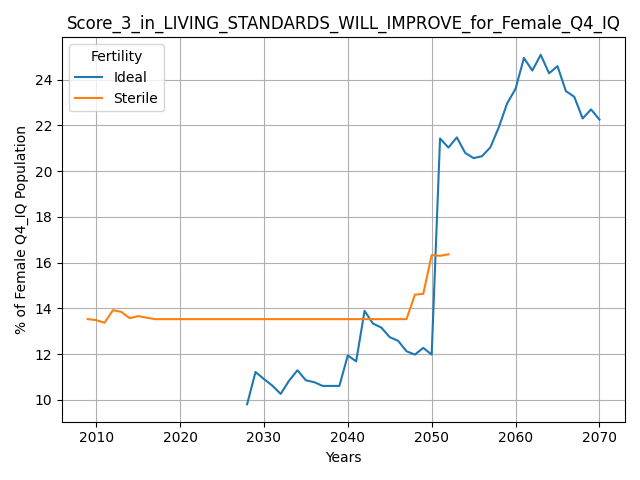 Score_3_in_LIVING_STANDARDS_WILL_IMPROVE_for_Female_Q4_IQ
Fertility
Ideal
Sterile
% of Female Q4_IQ Population
24
22
20
18
16
14
12
10
2010 2020 2030 2040 2050 2060 2070
Years